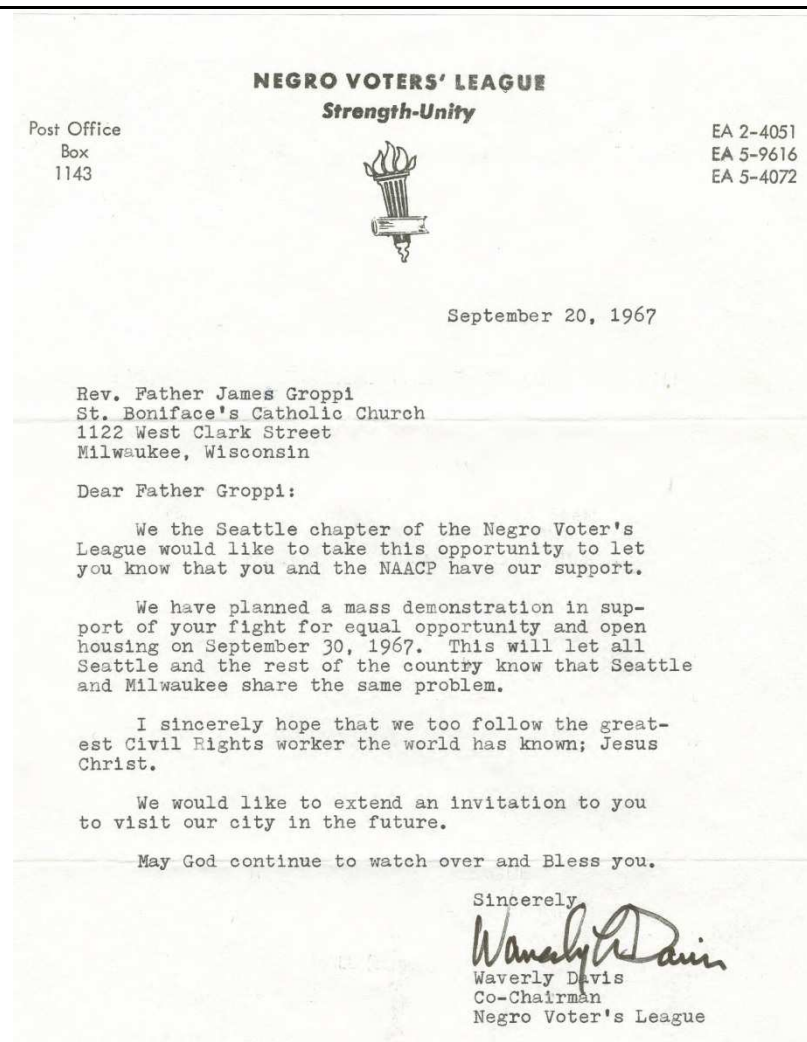 NEGRO VOTERS' LEAGUE
Strength-Unity
Post Office
Box
1143
EA 2-4051
EA 5-9616
EA 5-4072
September 20, 1967
Rev. Father James Groppi
St. Boniface's Catholic Church
1122 West Clark Street
Milwaukee, Wisconsin
Dear Father Groppi:
We the Seattle chapter of the Negro Voter's
League would like to take this opportunity to let
you know that you and the NAACP have our support.
We have planned a mass demonstration in sup-
port of your fight for equal opportunity and open
housing on September 30, 1967. This will let all
Seattle and the rest of the country know that Seattle
and Milwaukee share the same problem.
I sincerely hope that we too follow the great-
est Civil Rights worker the world has known; Jesus
Christ.
We would like to extend an invitation to you
to visit our city in the future.
May God continue to watch over and Bless you.
Sincerely,
Waverly L Davis
Waverly Davis
Co-Chairman
Negro Voter's League